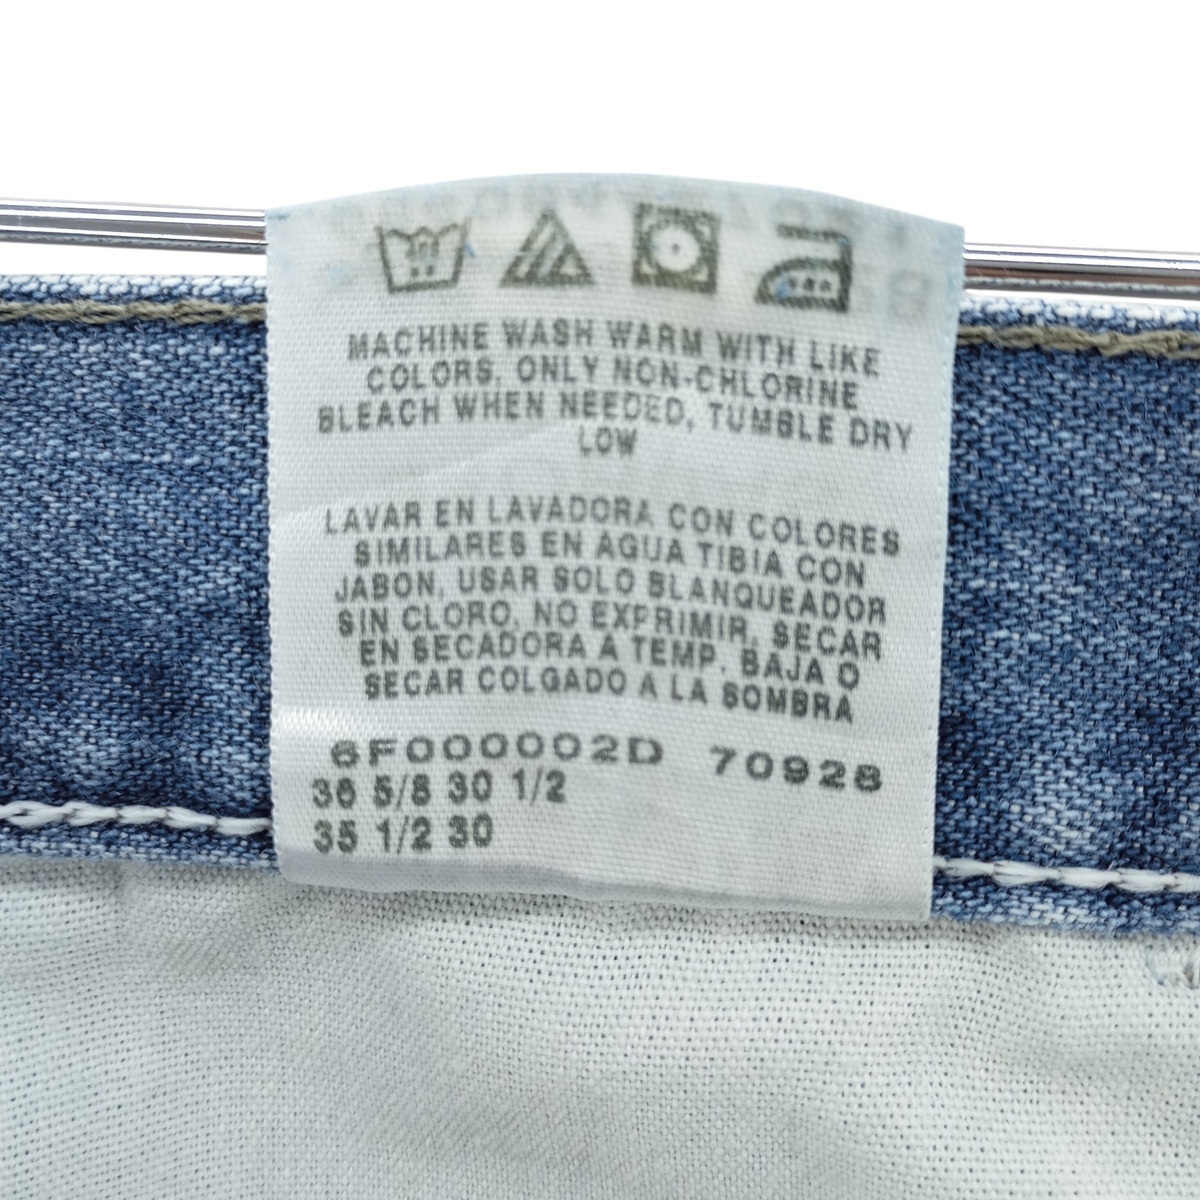 MACHINE WASH WARM WITH LIKE
COLORS, ONLY NON-CHLORINE
BLEACH WHEN NEEDED, TUMBLE DRY
LOW
LAVAR EN LAVADORA CON COLORES
SIMILARES EN AGUA TIBIA CON
JABON, USAR SOLO BLANQUEADOR
SIN CLORO, NO EXPRIMIR, SECAR
EN SECADORA A TEMP. BAJA O
SECAR COLGADO A LA SOMBRA
6F000002D 70928
36 5/8 30 1/2
35 1/2 30